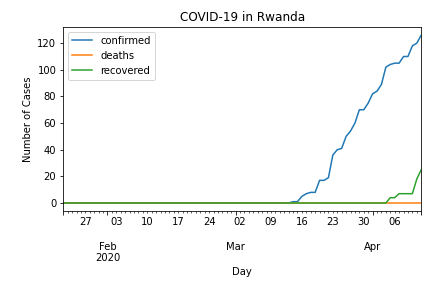 COVID-19 in Rwanda
confirmed
deaths
recovered
Number of Cases
120
100
80
60
40
20
0
27 03 10 17 24 02 09 16 23 30 06
Feb Mar Apr
2020
Day